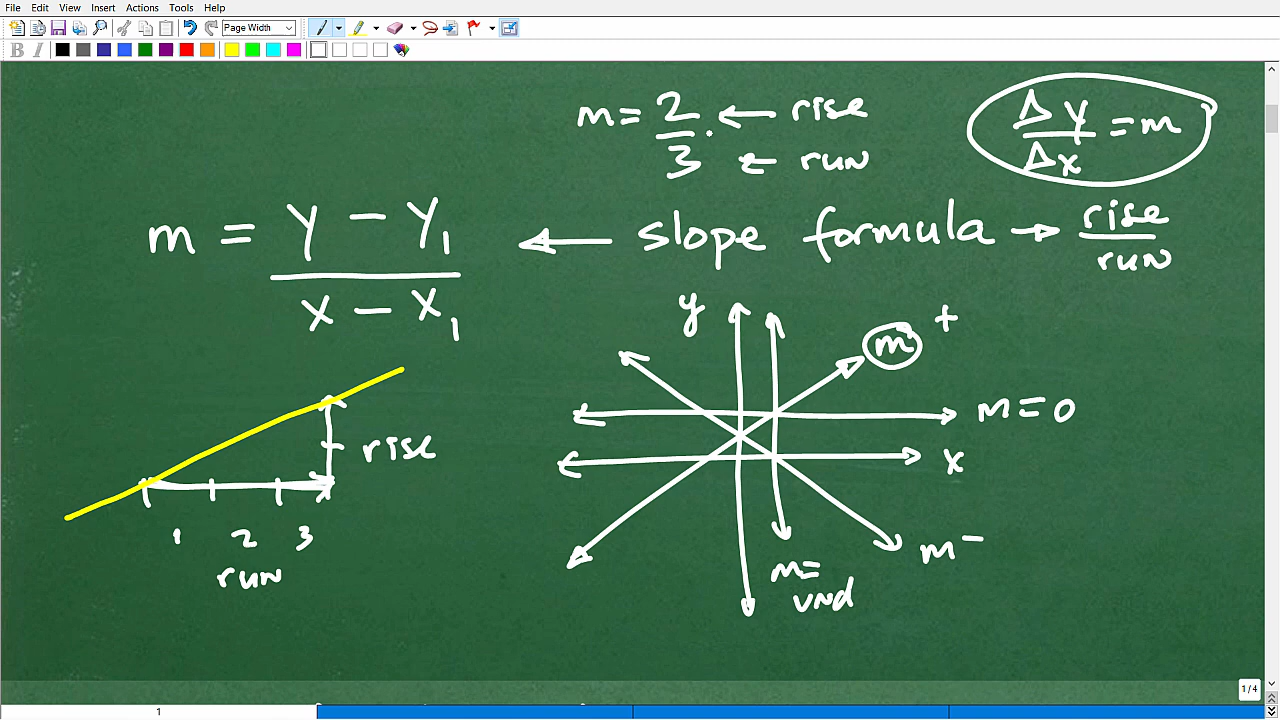 File Edit View Insert Actions Tools Help
Page Width
B I
m = 2/3 ← rise
← run
Δy/Δx = m
m = y − y₁ / x − x₁
← slope formula → rise/run
y
m +
m = 0
x
m −
m = und
rise
1 2 3
run
1/4
1